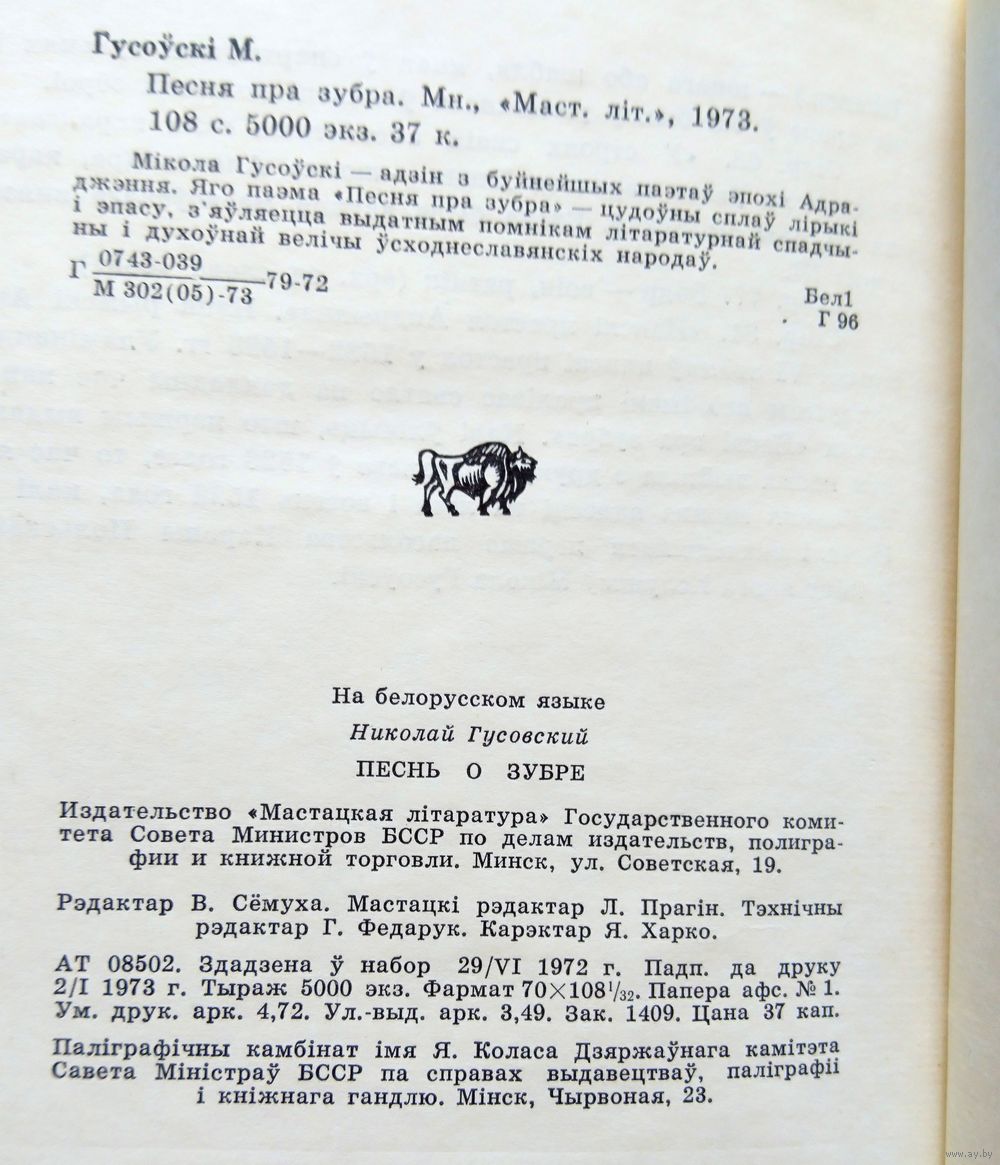 Гусоўскі М.
Песня пра зубра. Мн., «Маст. літ.», 1973.
108 с. 5000 экз. 37 к.
Мікола Гусоўскі — адзін з буйнейшых паэтаў эпохі Адра-
джэння. Яго паэма «Песня пра зубра» — цудоўны сплаў лірыкі
і эпасу, з'яўляецца выдатным помнікам літаратурнай спадчы-
ны і духоўнай велічы ўсходнеславянскіх народаў.
Г 0743-039
М 302(05)-73 79-72
Бел1
Г 96
На белорусском языке
Николай Гусовский
ПЕСНЬ О ЗУБРЕ
Издательство «Мастацкая літаратура» Государственного коми-
тета Совета Министров БССР по делам издательств, полигра-
фии и книжной торговли. Минск, ул. Советская, 19.
Рэдактар В. Сёмуха. Мастацкі рэдактар Л. Прагін. Тэхнічны
рэдактар Г. Федарук. Карэктар Я. Харко.
АТ 08502. Здадзена ў набор 29/VI 1972 г. Падп. да друку
2/I 1973 г. Тыраж 5000 экз. Фармат 70×108¹/₃₂. Папера афс. № 1.
Ум. друк. арк. 4,72. Ул.-выд. арк. 3,49. Зак. 1409. Цана 37 кап.
Паліграфічны камбінат імя Я. Коласа Дзяржаўнага камітэта
Савета Міністраў БССР па справах выдавецтваў, паліграфіі
і кніжнага гандлю. Мінск, Чырвоная, 23.
www.ay.by